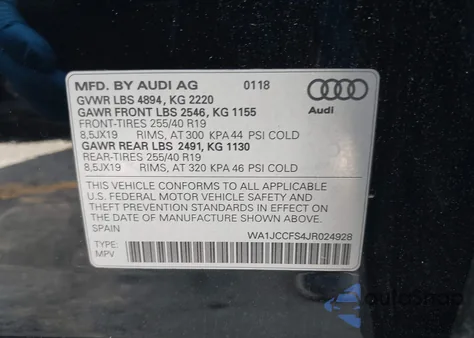 MFD. BY AUDI AG 0118
GVWR LBS 4894, KG 2220
GAWR FRONT LBS 2546, KG 1155
FRONT-TIRES 255/40 R19
8,5JX19 RIMS, AT 300 KPA 44 PSI COLD
GAWR REAR LBS 2491, KG 1130
REAR-TIRES 255/40 R19
8,5JX19 RIMS, AT 320 KPA 46 PSI COLD
Audi
THIS VEHICLE CONFORMS TO ALL APPLICABLE
U.S. FEDERAL MOTOR VEHICLE SAFETY, BUMPER,
AND THEFT PREVENTION STANDARDS IN EFFECT ON
THE DATE OF MANUFACTURE SHOWN ABOVE.
SPAIN WA1JCCFS4JR024928
TYPE:
MPV
AutoShop